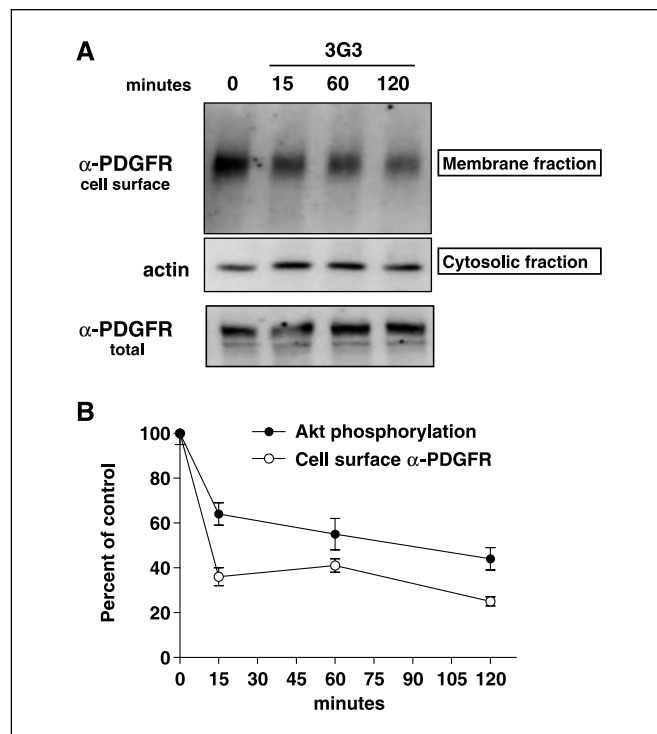 A
3G3
minutes 0 15 60 120
α-PDGFR
cell surface
Membrane fraction
actin
Cytosolic fraction
α-PDGFR
total
B
Akt phosphorylation
Cell surface α-PDGFR
Percent of control
100
80
60
40
20
0
0 15 30 45 60 75 90 105 120
minutes